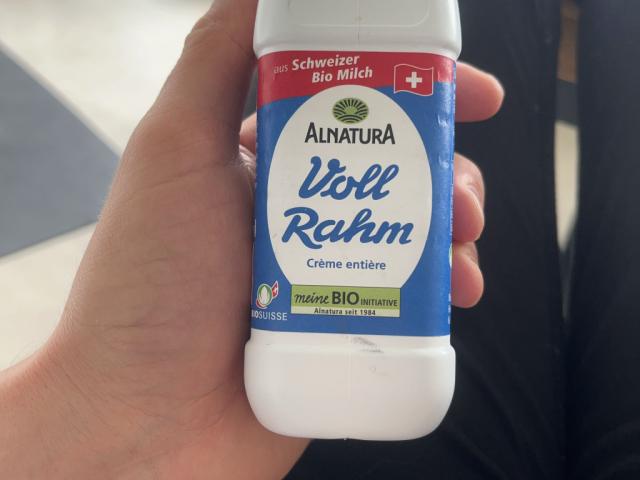 aus Schweizer
Bio Milch
ALNATURA
Voll
Rahm
Crème entière
meine BIO INITIATIVE
Alnatura seit 1984
BIOSUISSE